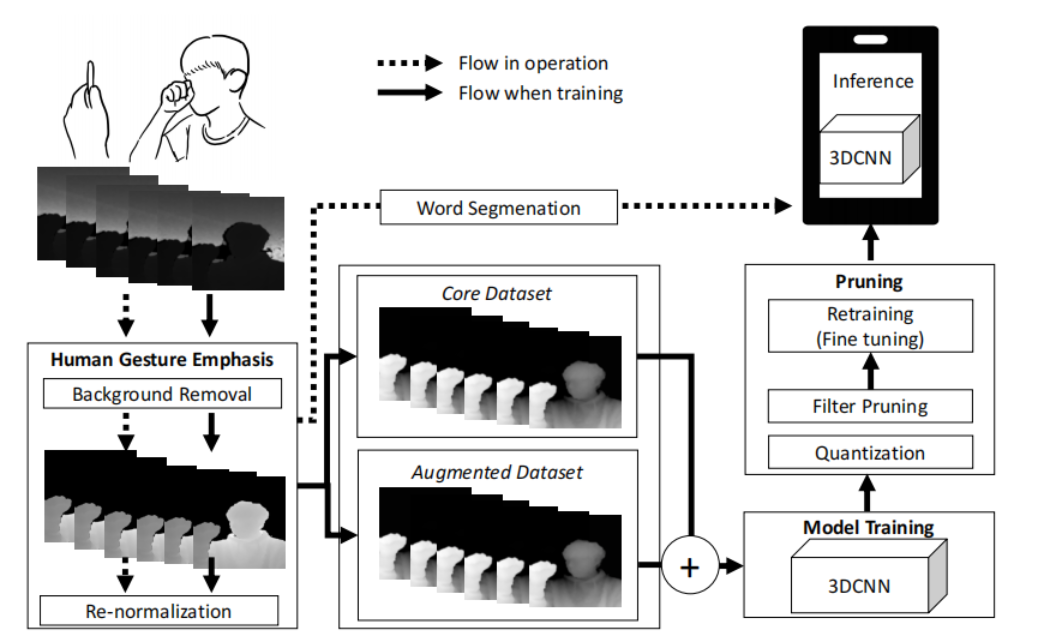 Flow in operation
Flow when training
Inference
3DCNN
Word Segmenation
Human Gesture Emphasis
Background Removal
Re-normalization
Core Dataset
Augmented Dataset
+
Pruning
Retraining
(Fine tuning)
Filter Pruning
Quantization
Model Training
3DCNN